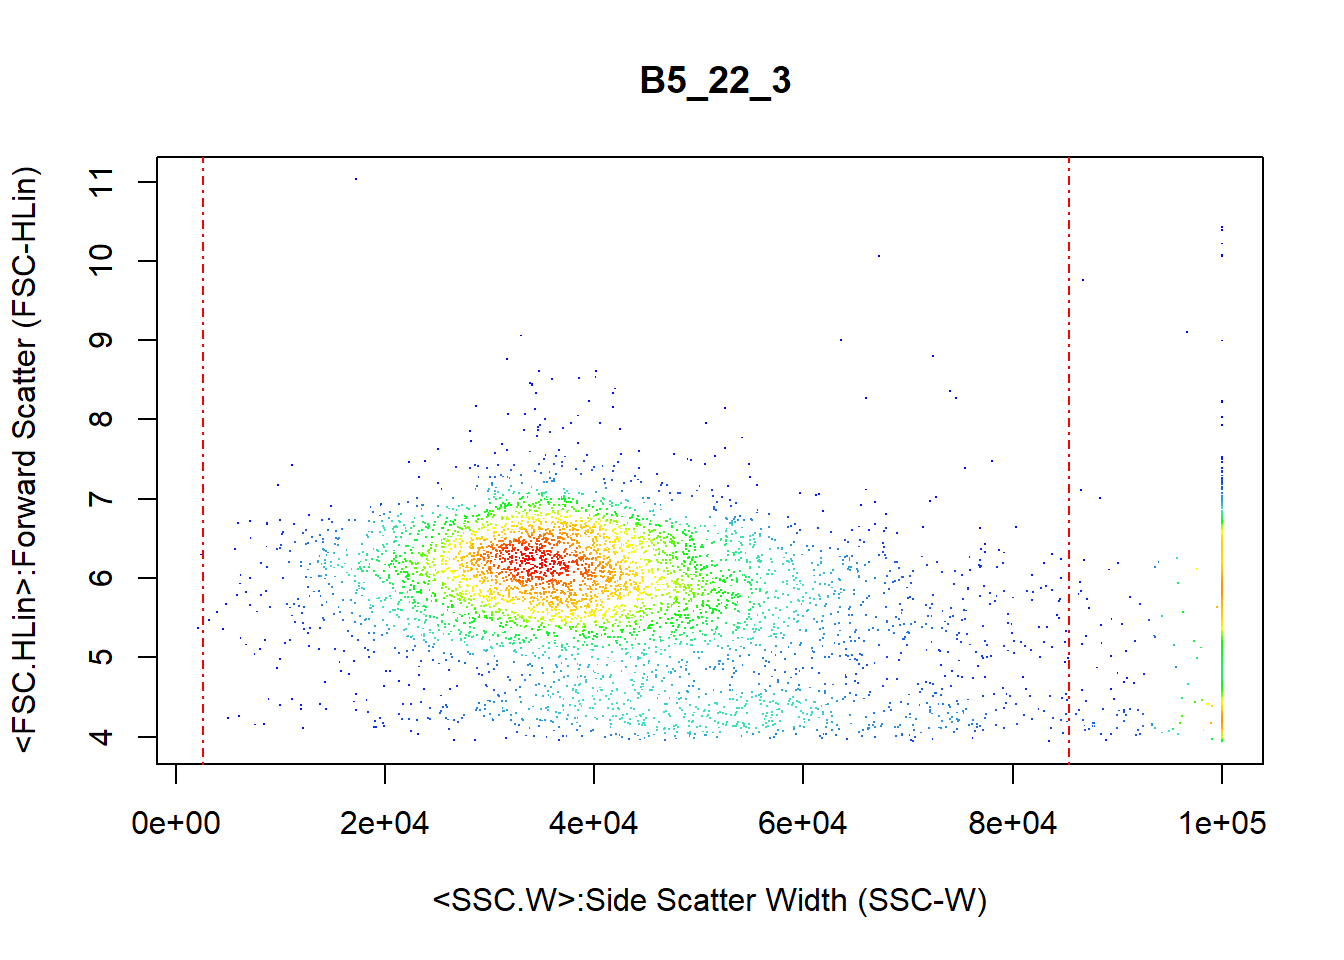 B5_22_3
<FSC.HLin>:Forward Scatter (FSC-HLin)
11
10
9
8
7
6
5
4
0e+00 2e+04 4e+04 6e+04 8e+04 1e+05
<SSC.W>:Side Scatter Width (SSC-W)